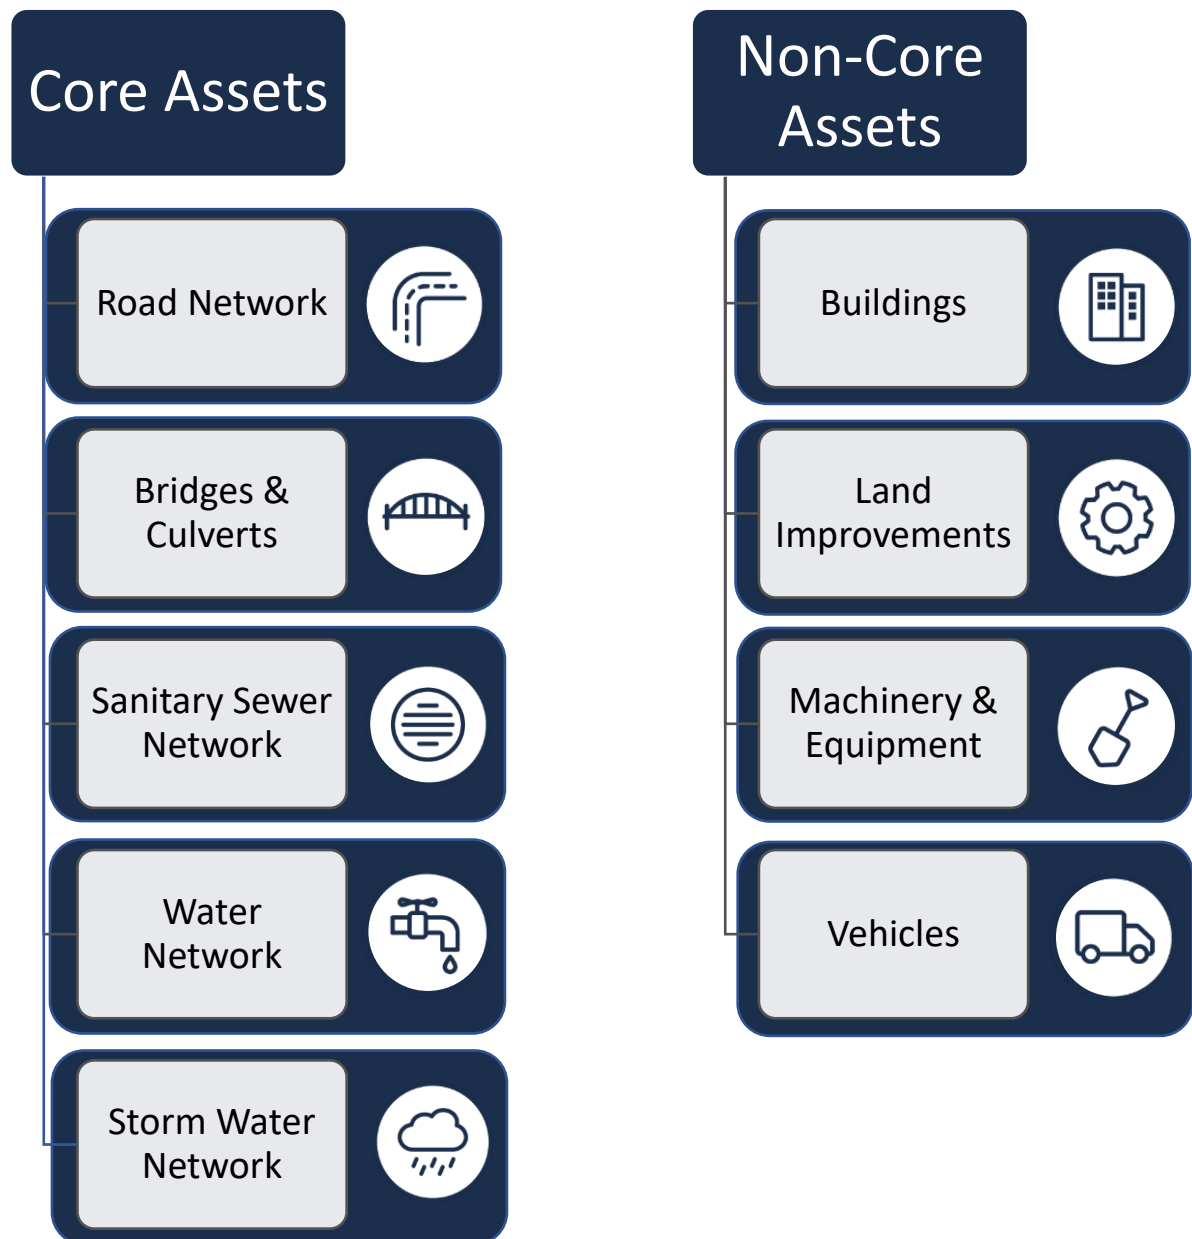 Core Assets
Road Network
Bridges &
Culverts
Sanitary Sewer
Network
Water
Network
Storm Water
Network
Non-Core
Assets
Buildings
Land
Improvements
Machinery &
Equipment
Vehicles